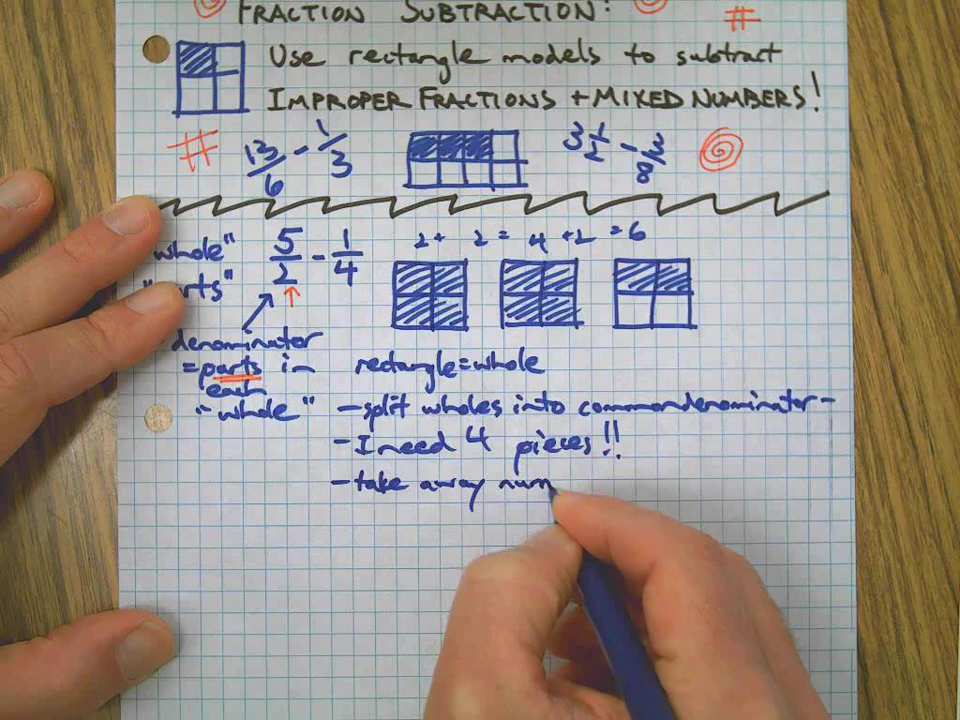 FRACTION SUBTRACTION:
Use rectangle models to subtract
IMPROPER FRACTIONS + MIXED NUMBERS!
13/6 - 1/3
3 1/2 - 3/8
whole"
"parts"
5/2 - 1/4
2+ 2 = 4 +2 = 6
denominator
=parts in
each
"whole"
rectangle=whole
-split wholes into common denominator-
-I need 4 pieces!!
-take away num